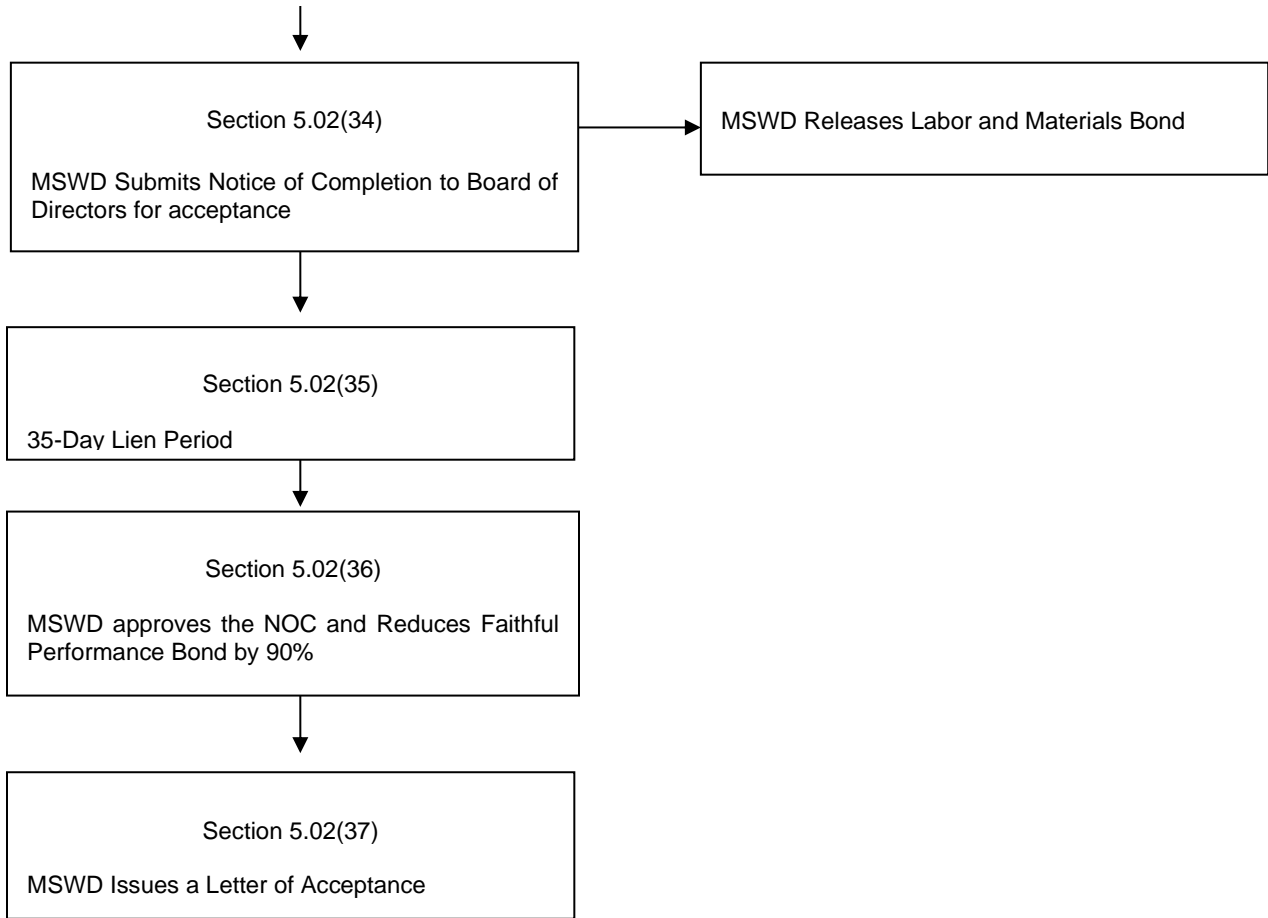 Section 5.02(34)
MSWD Submits Notice of Completion to Board of
Directors for acceptance
MSWD Releases Labor and Materials Bond
Section 5.02(35)
35-Day Lien Period
Section 5.02(36)
MSWD approves the NOC and Reduces Faithful
Performance Bond by 90%
Section 5.02(37)
MSWD Issues a Letter of Acceptance